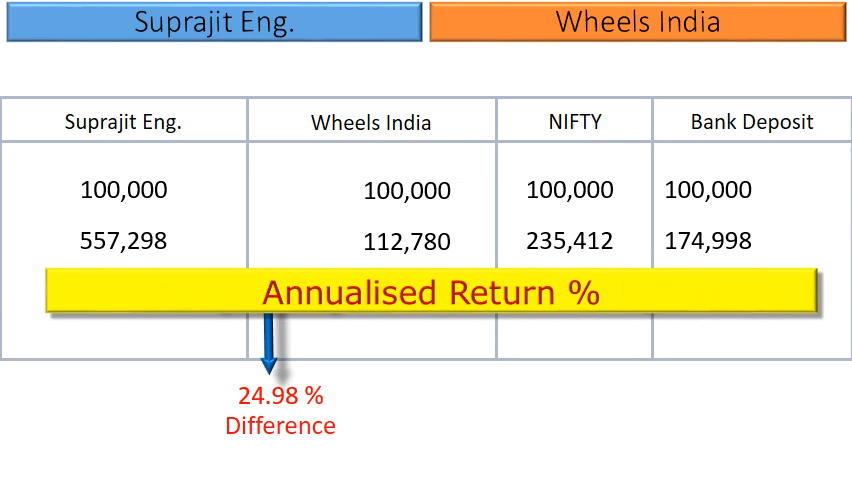 Suprajit Eng. Wheels India
Suprajit Eng. Wheels India NIFTY Bank Deposit
100,000 100,000 100,000 100,000
557,298 112,780 235,412 174,998
Annualised Return %
24.98 %
Difference